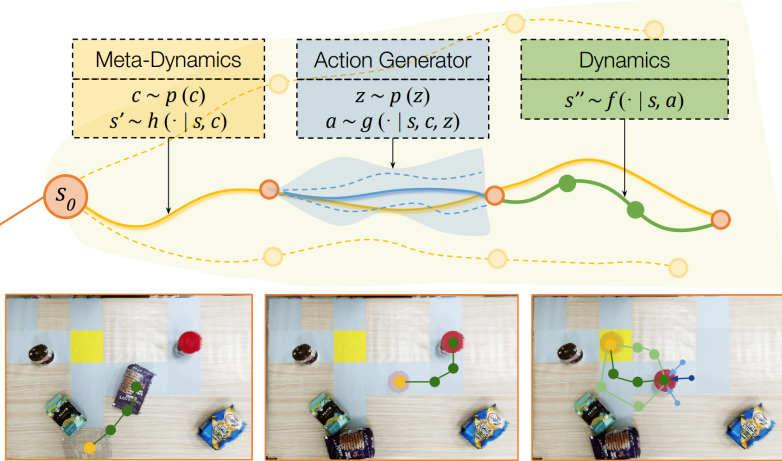 Meta-Dynamics
c ~ p (c)
s' ~ h (· | s, c)
Action Generator
z ~ p (z)
a ~ g (· | s, c, z)
Dynamics
s'' ~ f (· | s, a)
s₀